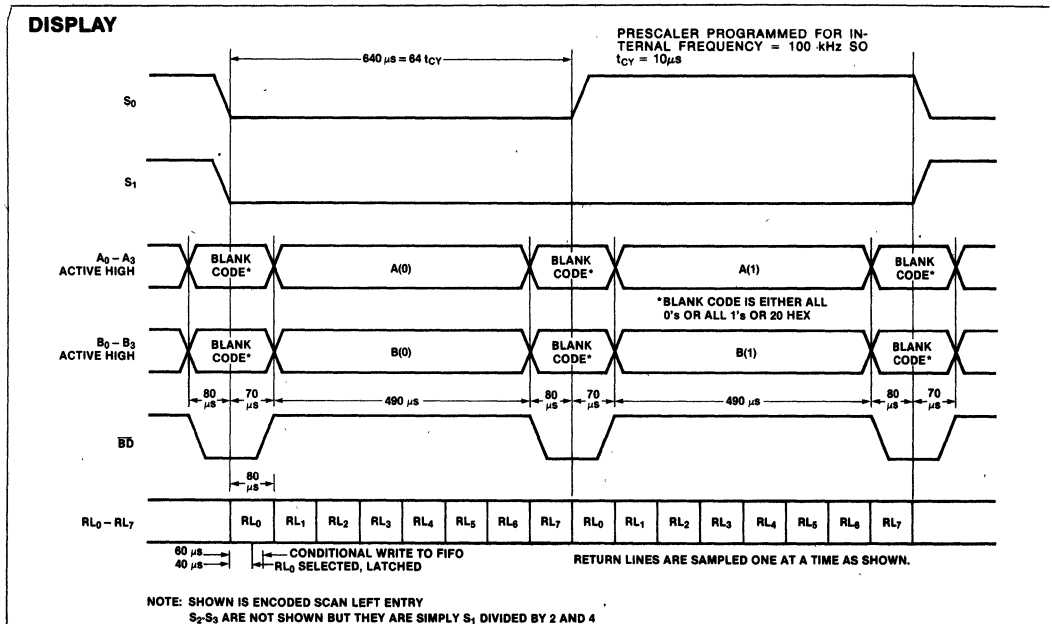 DISPLAY
PRESCALER PROGRAMMED FOR IN-
TERNAL FREQUENCY = 100 kHz SO
tCY = 10µs
640 µs = 64 tCY
S0
S1
A0 – A3
ACTIVE HIGH
BLANK
CODE*
A(0)
BLANK
CODE*
A(1)
BLANK
CODE*
*BLANK CODE IS EITHER ALL
0's OR ALL 1's OR 20 HEX
B0 – B3
ACTIVE HIGH
BLANK
CODE*
B(0)
BLANK
CODE*
B(1)
BLANK
CODE*
80
µs
70
µs
490 µs
80
µs
70
µs
490 µs
80
µs
70
µs
B̅D̅
80
µs
RL0 – RL7
RL0 RL1 RL2 RL3 RL4 RL5 RL6 RL7 RL0 RL1 RL2 RL3 RL4 RL5 RL6 RL7
60 µs
CONDITIONAL WRITE TO FIFO
40 µs
RL0 SELECTED, LATCHED
RETURN LINES ARE SAMPLED ONE AT A TIME AS SHOWN.
NOTE: SHOWN IS ENCODED SCAN LEFT ENTRY
S2-S3 ARE NOT SHOWN BUT THEY ARE SIMPLY S1 DIVIDED BY 2 AND 4